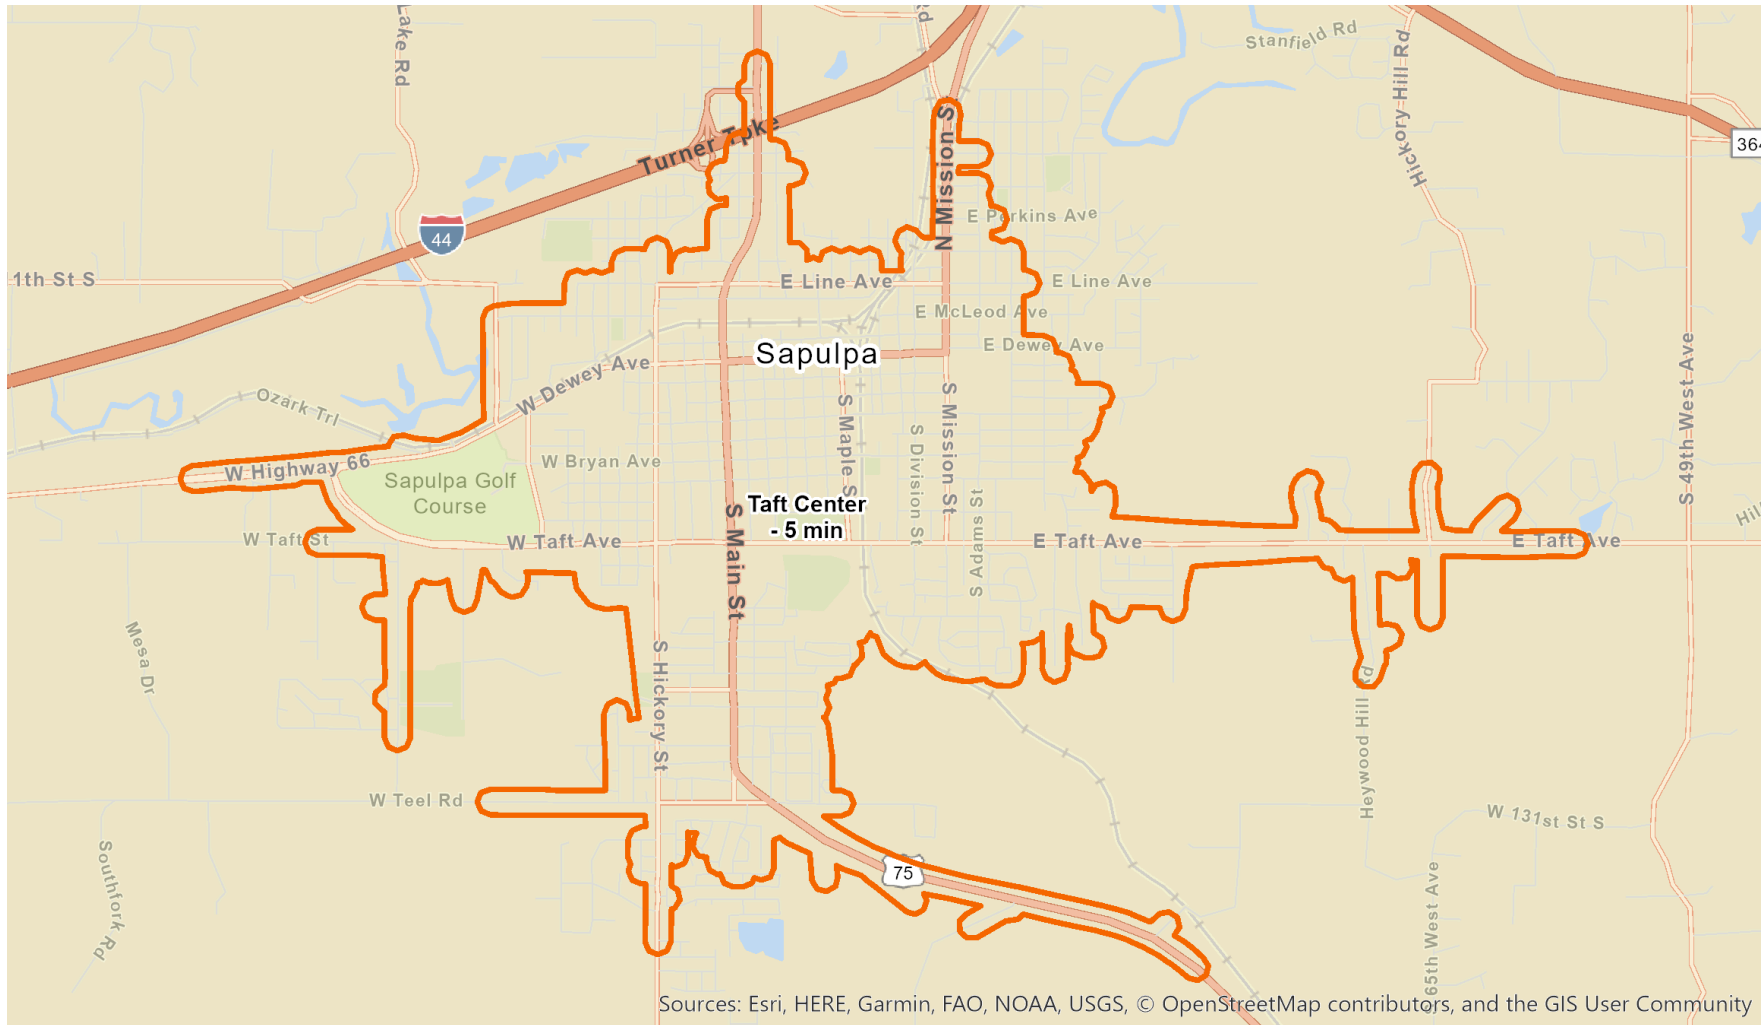 Lake Rd
Rd
Stanfield Rd
Hickory Hill Rd
364
Turner Tpke
N Mission S
E Perkins Ave
44
1th St S
E Line Ave
E Line Ave
E McLeod Ave
E Dewey Ave
Sapulpa
W Dewey Ave
Ozark Trl
S Maple S
S Mission St
S Division St
S 49th West Ave
W Highway 66
W Bryan Ave
Sapulpa Golf
Course
Taft Center
- 5 min
S Adams St
Hil
W Taft St
W Taft Ave
E Taft Ave
E Taft Ave
S Main St
Mesa Dr
S Hickory St
Heywood Hill Rd
W Teel Rd
W 131st St S
Southfork Rd
75
S 65th West Ave
Sources: Esri, HERE, Garmin, FAO, NOAA, USGS, © OpenStreetMap contributors, and the GIS User Community